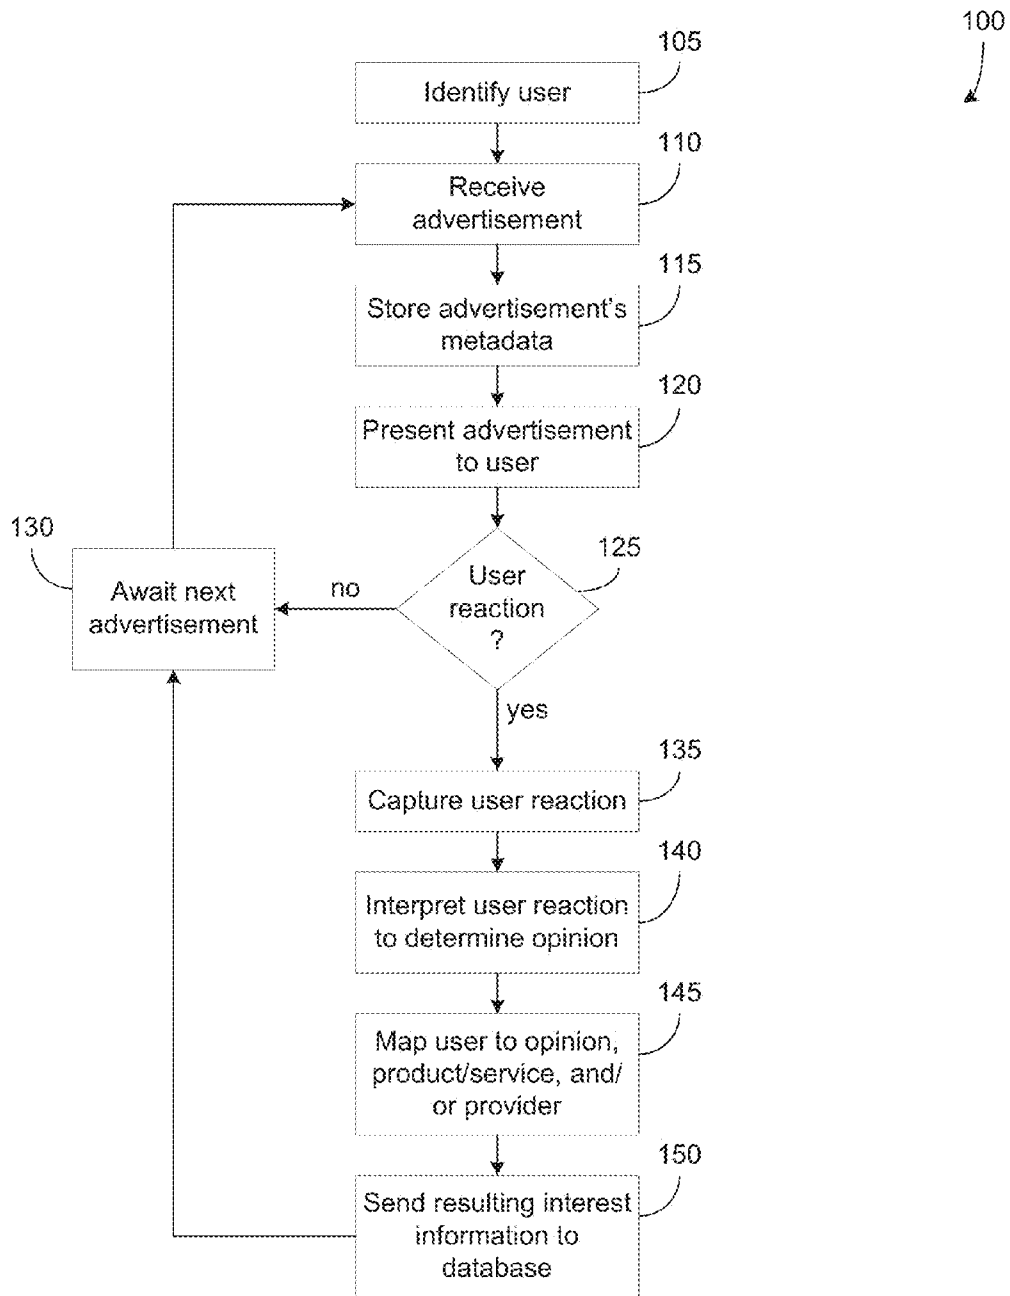 100
105
Identify user
110
Receive
advertisement
115
Store advertisement's
metadata
120
Present advertisement
to user
125
User
reaction
?
no
130
Await next
advertisement
yes
135
Capture user reaction
140
Interpret user reaction
to determine opinion
145
Map user to opinion,
product/service, and/
or provider
150
Send resulting interest
information to
database